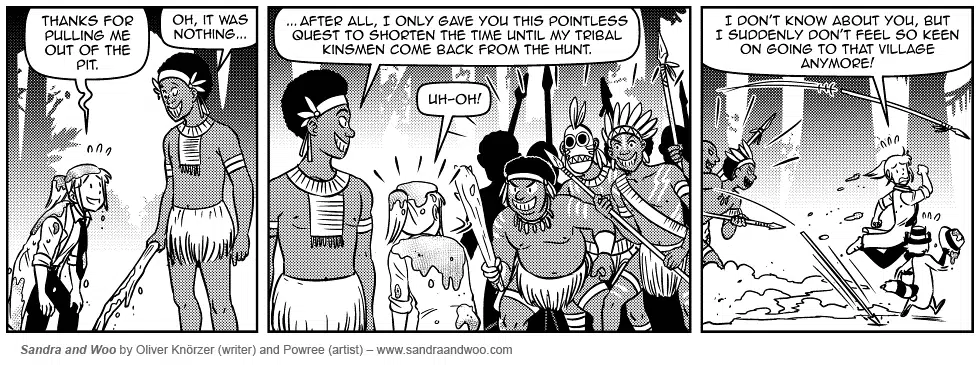 THANKS FOR
PULLING ME
OUT OF THE
PIT.
OH, IT WAS
NOTHING...
...AFTER ALL, I ONLY GAVE YOU THIS POINTLESS
QUEST TO SHORTEN THE TIME UNTIL MY TRIBAL
KINSMEN COME BACK FROM THE HUNT.
UH-OH!
I DON'T KNOW ABOUT YOU, BUT
I SUDDENLY DON'T FEEL SO KEEN
ON GOING TO THAT VILLAGE
ANYMORE!
Sandra and Woo by Oliver Knörzer (writer) and Powree (artist) – www.sandraandwoo.com